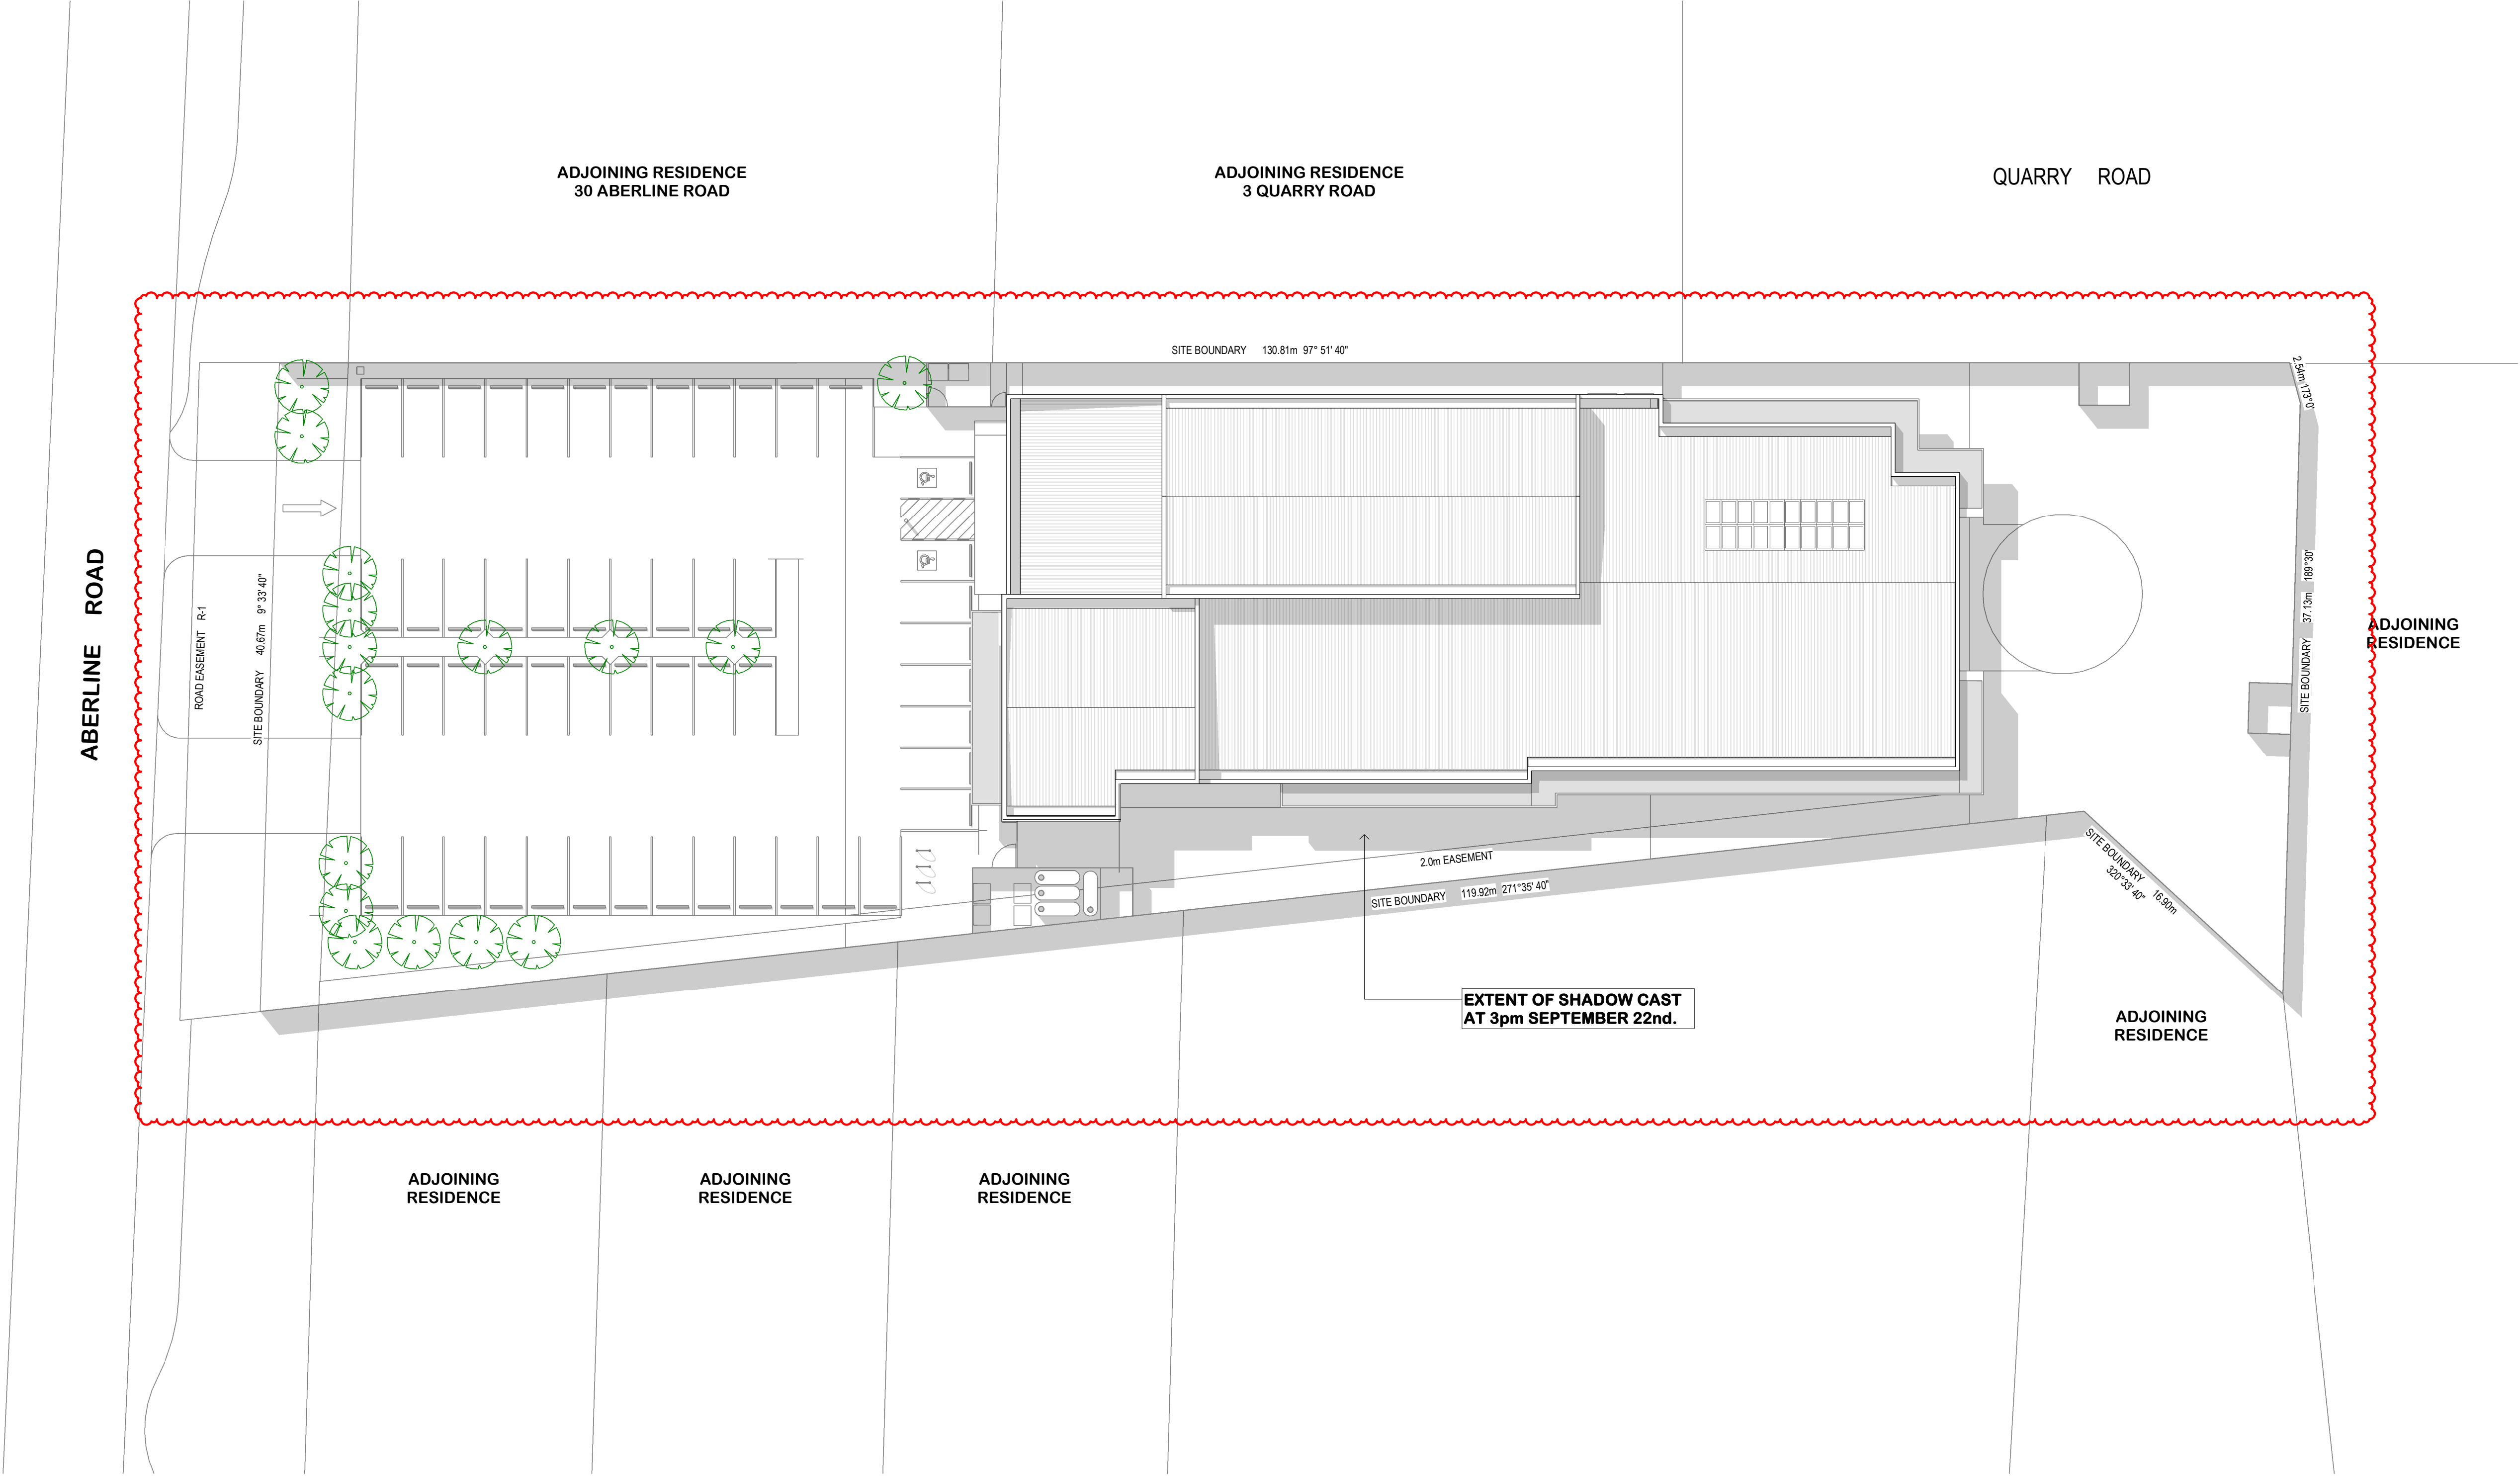 ADJOINING RESIDENCE
30 ABERLINE ROAD
ADJOINING RESIDENCE
3 QUARRY ROAD
QUARRY ROAD
SITE BOUNDARY 130.81m 97° 51' 40"
2.54m 173°0'
ABERLINE ROAD
ROAD EASEMENT R-1
SITE BOUNDARY 40.67m 9° 33' 40"
SITE BOUNDARY 37.13m 189°30'
ADJOINING
RESIDENCE
2.0m EASEMENT
SITE BOUNDARY 119.92m 271°35' 40"
SITE BOUNDARY 16.90m
320°33' 40"
EXTENT OF SHADOW CAST
AT 3pm SEPTEMBER 22nd.
ADJOINING
RESIDENCE
ADJOINING
RESIDENCE
ADJOINING
RESIDENCE
ADJOINING
RESIDENCE